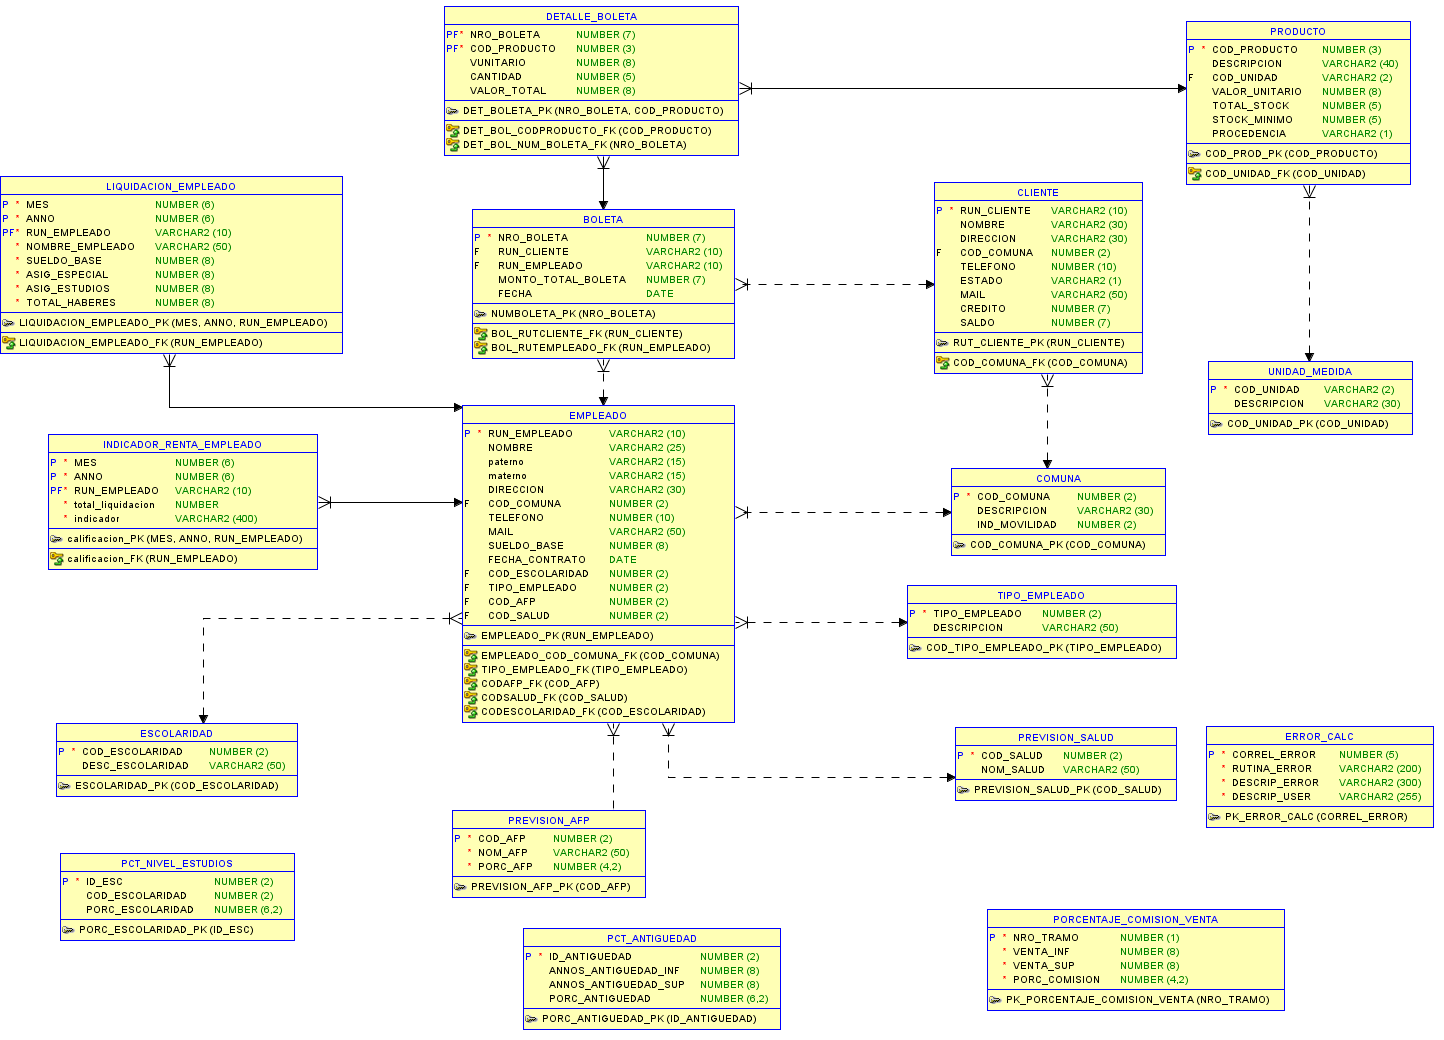 DETALLE_BOLETA
PF* NRO_BOLETA NUMBER (7)
PF* COD_PRODUCTO NUMBER (3)
VUNITARIO NUMBER (8)
CANTIDAD NUMBER (5)
VALOR_TOTAL NUMBER (8)
DET_BOLETA_PK (NRO_BOLETA, COD_PRODUCTO)
DET_BOL_CODPRODUCTO_FK (COD_PRODUCTO)
DET_BOL_NUM_BOLETA_FK (NRO_BOLETA)
PRODUCTO
P * COD_PRODUCTO NUMBER (3)
DESCRIPCION VARCHAR2 (40)
F COD_UNIDAD VARCHAR2 (2)
VALOR_UNITARIO NUMBER (8)
TOTAL_STOCK NUMBER (5)
STOCK_MINIMO NUMBER (5)
PROCEDENCIA VARCHAR2 (1)
COD_PROD_PK (COD_PRODUCTO)
COD_UNIDAD_FK (COD_UNIDAD)
LIQUIDACION_EMPLEADO
P * MES NUMBER (6)
P * ANNO NUMBER (6)
PF* RUN_EMPLEADO VARCHAR2 (10)
* NOMBRE_EMPLEADO VARCHAR2 (50)
* SUELDO_BASE NUMBER (8)
* ASIG_ESPECIAL NUMBER (8)
* ASIG_ESTUDIOS NUMBER (8)
* TOTAL_HABERES NUMBER (8)
LIQUIDACION_EMPLEADO_PK (MES, ANNO, RUN_EMPLEADO)
LIQUIDACION_EMPLEADO_FK (RUN_EMPLEADO)
BOLETA
P * NRO_BOLETA NUMBER (7)
F RUN_CLIENTE VARCHAR2 (10)
F RUN_EMPLEADO VARCHAR2 (10)
MONTO_TOTAL_BOLETA NUMBER (7)
FECHA DATE
NUMBOLETA_PK (NRO_BOLETA)
BOL_RUTCLIENTE_FK (RUN_CLIENTE)
BOL_RUTEMPLEADO_FK (RUN_EMPLEADO)
CLIENTE
P * RUN_CLIENTE VARCHAR2 (10)
NOMBRE VARCHAR2 (30)
DIRECCION VARCHAR2 (30)
F COD_COMUNA NUMBER (2)
TELEFONO NUMBER (10)
ESTADO VARCHAR2 (1)
MAIL VARCHAR2 (50)
CREDITO NUMBER (7)
SALDO NUMBER (7)
RUT_CLIENTE_PK (RUN_CLIENTE)
COD_COMUNA_FK (COD_COMUNA)
UNIDAD_MEDIDA
P * COD_UNIDAD VARCHAR2 (2)
DESCRIPCION VARCHAR2 (30)
COD_UNIDAD_PK (COD_UNIDAD)
INDICADOR_RENTA_EMPLEADO
P * MES NUMBER (6)
P * ANNO NUMBER (6)
PF* RUN_EMPLEADO VARCHAR2 (10)
* total_liquidacion NUMBER
* indicador VARCHAR2 (400)
calificacion_PK (MES, ANNO, RUN_EMPLEADO)
calificacion_FK (RUN_EMPLEADO)
EMPLEADO
P * RUN_EMPLEADO VARCHAR2 (10)
NOMBRE VARCHAR2 (25)
paterno VARCHAR2 (15)
materno VARCHAR2 (15)
DIRECCION VARCHAR2 (30)
F COD_COMUNA NUMBER (2)
TELEFONO NUMBER (10)
MAIL VARCHAR2 (50)
SUELDO_BASE NUMBER (8)
FECHA_CONTRATO DATE
F COD_ESCOLARIDAD NUMBER (2)
F TIPO_EMPLEADO NUMBER (2)
F COD_AFP NUMBER (2)
F COD_SALUD NUMBER (2)
EMPLEADO_PK (RUN_EMPLEADO)
EMPLEADO_COD_COMUNA_FK (COD_COMUNA)
TIPO_EMPLEADO_FK (TIPO_EMPLEADO)
CODAFP_FK (COD_AFP)
CODSALUD_FK (COD_SALUD)
CODESCOLARIDAD_FK (COD_ESCOLARIDAD)
COMUNA
P * COD_COMUNA NUMBER (2)
DESCRIPCION VARCHAR2 (30)
IND_MOVILIDAD NUMBER (2)
COD_COMUNA_PK (COD_COMUNA)
TIPO_EMPLEADO
P * TIPO_EMPLEADO NUMBER (2)
DESCRIPCION VARCHAR2 (50)
COD_TIPO_EMPLEADO_PK (TIPO_EMPLEADO)
ESCOLARIDAD
P * COD_ESCOLARIDAD NUMBER (2)
DESC_ESCOLARIDAD VARCHAR2 (50)
ESCOLARIDAD_PK (COD_ESCOLARIDAD)
PREVISION_SALUD
P * COD_SALUD NUMBER (2)
NOM_SALUD VARCHAR2 (50)
PREVISION_SALUD_PK (COD_SALUD)
ERROR_CALC
P * CORREL_ERROR NUMBER (5)
* RUTINA_ERROR VARCHAR2 (200)
* DESCRIP_ERROR VARCHAR2 (300)
* DESCRIP_USER VARCHAR2 (255)
PK_ERROR_CALC (CORREL_ERROR)
PREVISION_AFP
P * COD_AFP NUMBER (2)
* NOM_AFP VARCHAR2 (50)
* PORC_AFP NUMBER (4,2)
PREVISION_AFP_PK (COD_AFP)
PCT_NIVEL_ESTUDIOS
P * ID_ESC NUMBER (2)
COD_ESCOLARIDAD NUMBER (2)
PORC_ESCOLARIDAD NUMBER (6,2)
PORC_ESCOLARIDAD_PK (ID_ESC)
PCT_ANTIGUEDAD
P * ID_ANTIGUEDAD NUMBER (2)
ANNOS_ANTIGUEDAD_INF NUMBER (8)
ANNOS_ANTIGUEDAD_SUP NUMBER (8)
PORC_ANTIGUEDAD NUMBER (6,2)
PORC_ANTIGUEDAD_PK (ID_ANTIGUEDAD)
PORCENTAJE_COMISION_VENTA
P * NRO_TRAMO NUMBER (1)
* VENTA_INF NUMBER (8)
* VENTA_SUP NUMBER (8)
* PORC_COMISION NUMBER (4,2)
PK_PORCENTAJE_COMISION_VENTA (NRO_TRAMO)